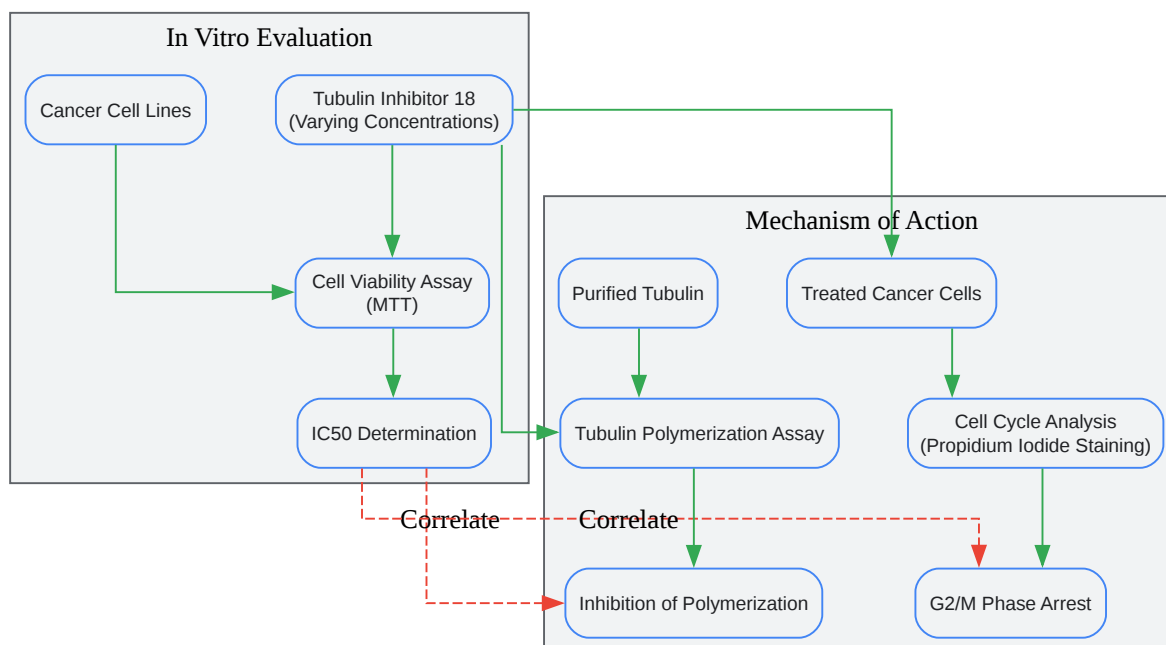 In Vitro Evaluation
Cancer Cell Lines
Tubulin Inhibitor 18
(Varying Concentrations)
Mechanism of Action
Cell Viability Assay
(MTT)
Purified Tubulin
Treated Cancer Cells
IC50 Determination
Tubulin Polymerization Assay
Cell Cycle Analysis
(Propidium Iodide Staining)
Correlate
Correlate
Inhibition of Polymerization
G2/M Phase Arrest